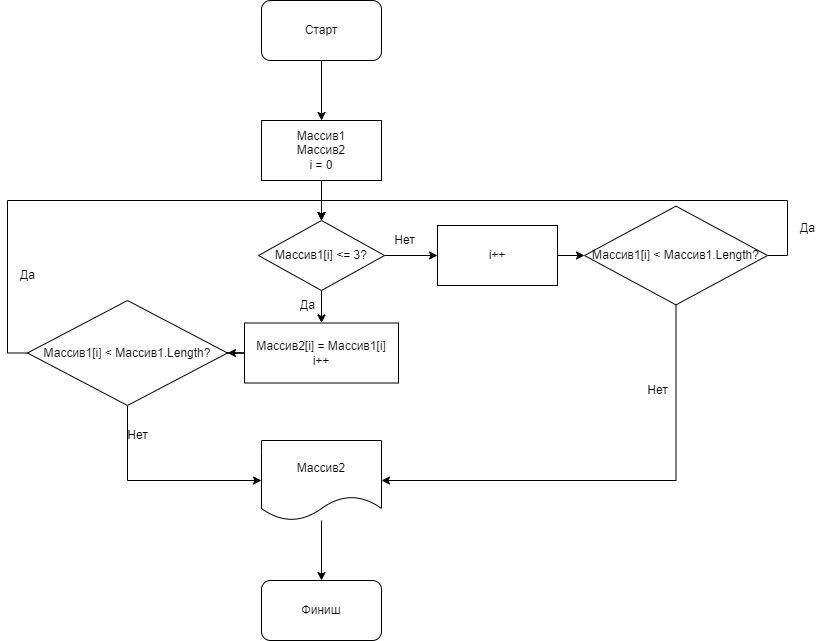 Старт
Массив1
Массив2
i = 0
Да
Массив1[i] <= 3?
Нет
i++
Массив1[i] < Массив1.Length?
Да
Да
Массив1[i] < Массив1.Length?
Массив2[i] = Массив1[i]
i++
Нет
Нет
Массив2
Финиш